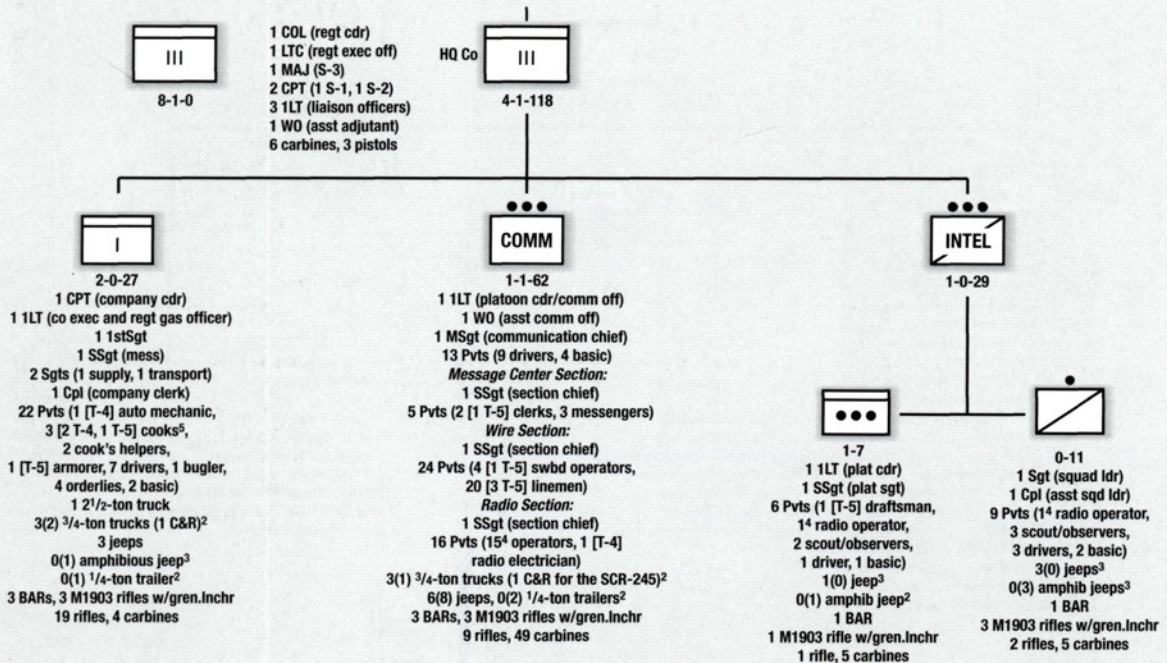 III
8-1-0
1 COL (regt cdr)
1 LTC (regt exec off)
1 MAJ (S-3)
2 CPT (1 S-1, 1 S-2)
3 1LT (liaison officers)
1 WO (asst adjutant)
6 carbines, 3 pistols
HQ Co
III
4-1-118
I
2-0-27
1 CPT (company cdr)
1 1LT (co exec and regt gas officer)
1 1stSgt
1 SSgt (mess)
2 Sgts (1 supply, 1 transport)
1 Cpl (company clerk)
22 Pvts (1 [T-4] auto mechanic,
3 [2 T-4, 1 T-5] cooks⁵,
2 cook's helpers,
1 [T-5] armorer, 7 drivers, 1 bugler,
4 orderlies, 2 basic)
1 2¹/2-ton truck
3(2) ³/4-ton trucks (1 C&R)²
3 jeeps
0(1) amphibious jeep³
0(1) ¹/4-ton trailer²
3 BARs, 3 M1903 rifles w/gren.lnchr
19 rifles, 4 carbines
COMM
1-1-62
1 1LT (platoon cdr/comm off)
1 WO (asst comm off)
1 MSgt (communication chief)
13 Pvts (9 drivers, 4 basic)
Message Center Section:
1 SSgt (section chief)
5 Pvts (2 [1 T-5] clerks, 3 messengers)
Wire Section:
1 SSgt (section chief)
24 Pvts (4 [1 T-5] swbd operators,
20 [3 T-5] linemen)
Radio Section:
1 SSgt (section chief)
16 Pvts (15⁴ operators, 1 [T-4]
radio electrician)
3(1) ³/4-ton trucks (1 C&R for the SCR-245)²
6(8) jeeps, 0(2) ¹/4-ton trailers²
3 BARs, 3 M1903 rifles w/gren.lnchr
9 rifles, 49 carbines
INTEL
1-0-29
1-7
1 1LT (plat cdr)
1 SSgt (plat sgt)
6 Pvts (1 [T-5] draftsman,
1⁴ radio operator,
2 scout/observers,
1 driver, 1 basic)
1(0) jeep³
0(1) amphib jeep²
1 BAR
1 M1903 rifle w/gren.lnchr
1 rifle, 5 carbines
0-11
1 Sgt (squad ldr)
1 Cpl (asst sqd ldr)
9 Pvts (1⁴ radio operator,
3 scout/observers,
3 drivers, 2 basic)
3(0) jeeps³
0(3) amphib jeeps³
1 BAR
3 M1903 rifles w/gren.lnchr
2 rifles, 5 carbines